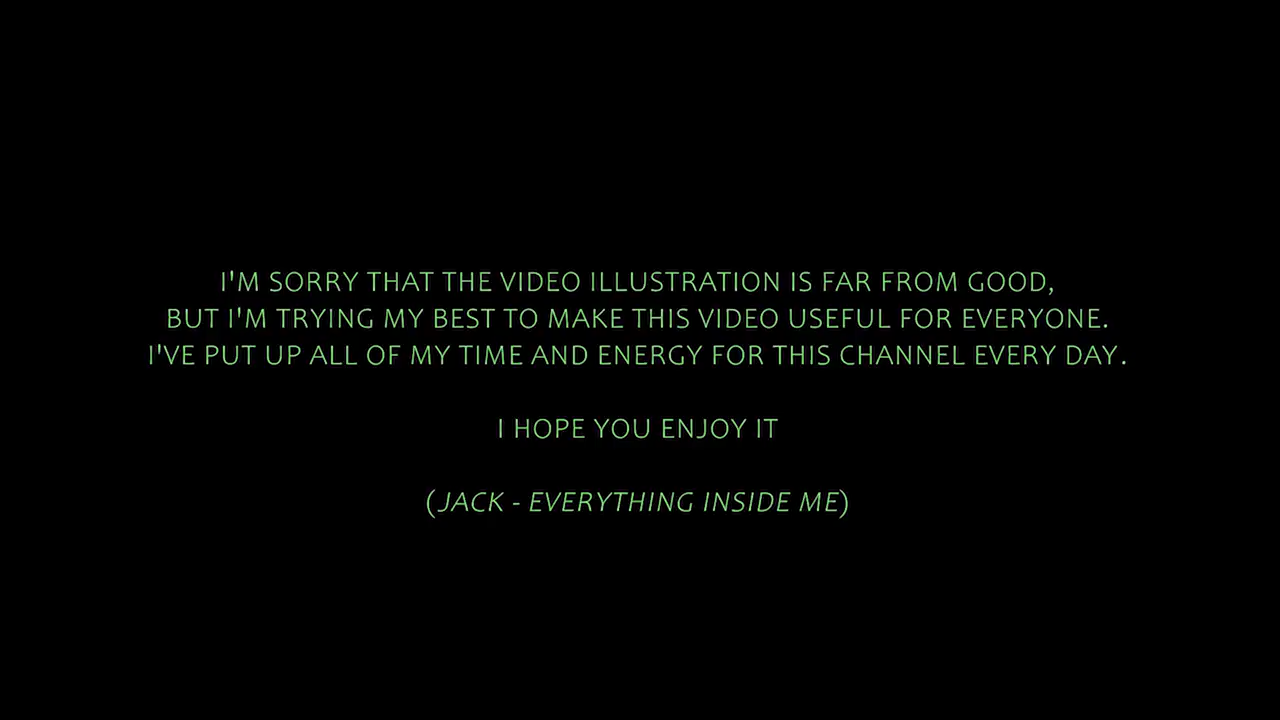 I'M SORRY THAT THE VIDEO ILLUSTRATION IS FAR FROM GOOD,
BUT I'M TRYING MY BEST TO MAKE THIS VIDEO USEFUL FOR EVERYONE.
I'VE PUT UP ALL OF MY TIME AND ENERGY FOR THIS CHANNEL EVERY DAY.
I HOPE YOU ENJOY IT
(JACK - EVERYTHING INSIDE ME)